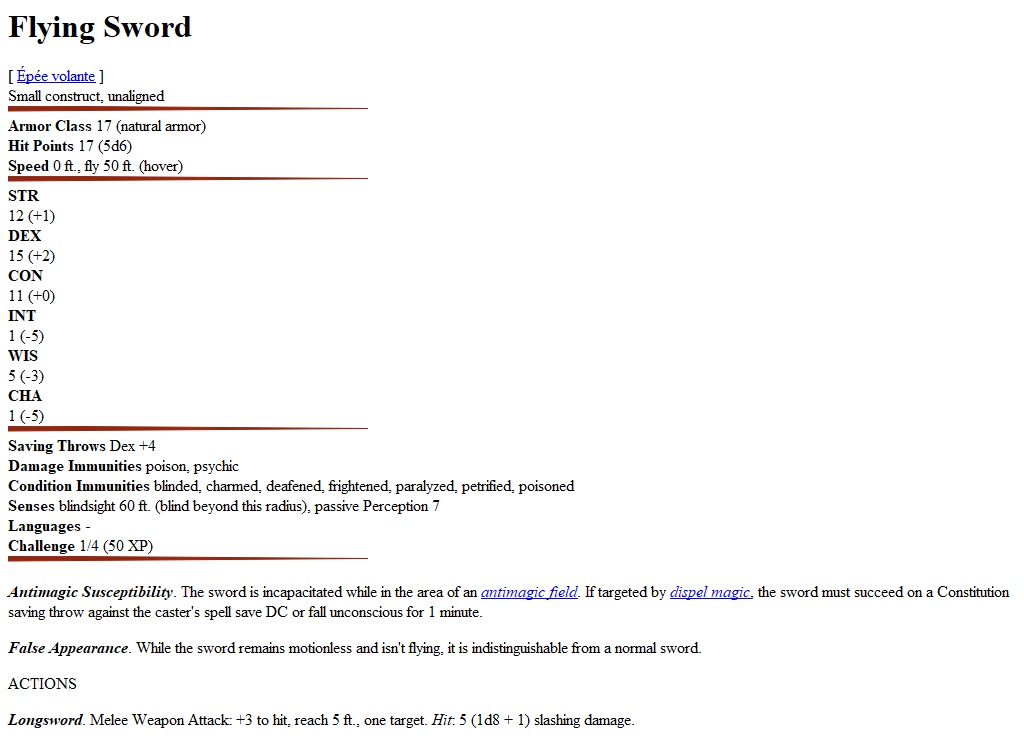 Flying Sword
[ Épée volante ]
Small construct, unaligned
Armor Class 17 (natural armor)
Hit Points 17 (5d6)
Speed 0 ft., fly 50 ft. (hover)
STR
12 (+1)
DEX
15 (+2)
CON
11 (+0)
INT
1 (-5)
WIS
5 (-3)
CHA
1 (-5)
Saving Throws Dex +4
Damage Immunities poison, psychic
Condition Immunities blinded, charmed, deafened, frightened, paralyzed, petrified, poisoned
Senses blindsight 60 ft. (blind beyond this radius), passive Perception 7
Languages -
Challenge 1/4 (50 XP)
Antimagic Susceptibility. The sword is incapacitated while in the area of an antimagic field. If targeted by dispel magic, the sword must succeed on a Constitution
saving throw against the caster's spell save DC or fall unconscious for 1 minute.
False Appearance. While the sword remains motionless and isn't flying, it is indistinguishable from a normal sword.
ACTIONS
Longsword. Melee Weapon Attack: +3 to hit, reach 5 ft., one target. Hit: 5 (1d8 + 1) slashing damage.